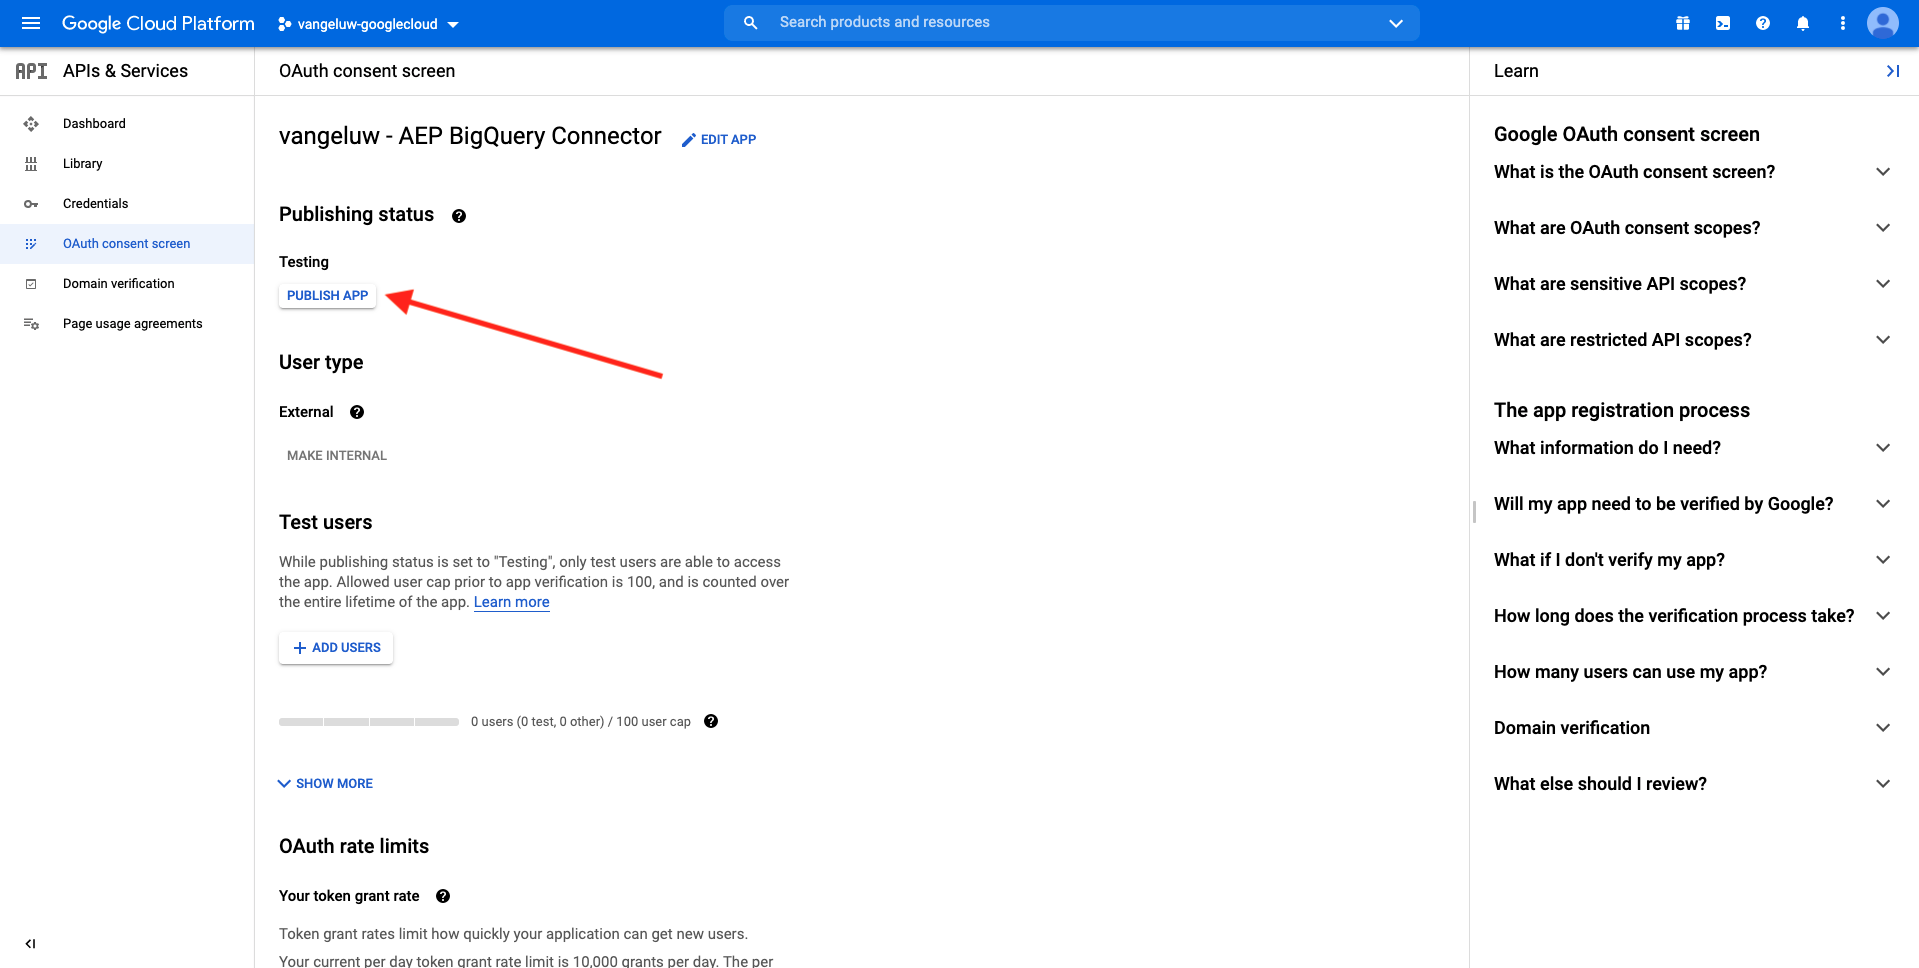 Google Cloud Platform
vangeluw-googlecloud
Search products and resources
API
APIs & Services
Dashboard
Library
Credentials
OAuth consent screen
Domain verification
Page usage agreements
OAuth consent screen
vangeluw - AEP BigQuery Connector
EDIT APP
Publishing status
Testing
PUBLISH APP
User type
External
MAKE INTERNAL
Test users
While publishing status is set to "Testing", only test users are able to access
the app. Allowed user cap prior to app verification is 100, and is counted over
the entire lifetime of the app. Learn more
ADD USERS
0 users (0 test, 0 other) / 100 user cap
SHOW MORE
OAuth rate limits
Your token grant rate
Token grant rates limit how quickly your application can get new users.
Your current per day token grant rate limit is 10,000 grants per day. The per
Learn
Google OAuth consent screen
What is the OAuth consent screen?
What are OAuth consent scopes?
What are sensitive API scopes?
What are restricted API scopes?
The app registration process
What information do I need?
Will my app need to be verified by Google?
What if I don't verify my app?
How long does the verification process take?
How many users can use my app?
Domain verification
What else should I review?